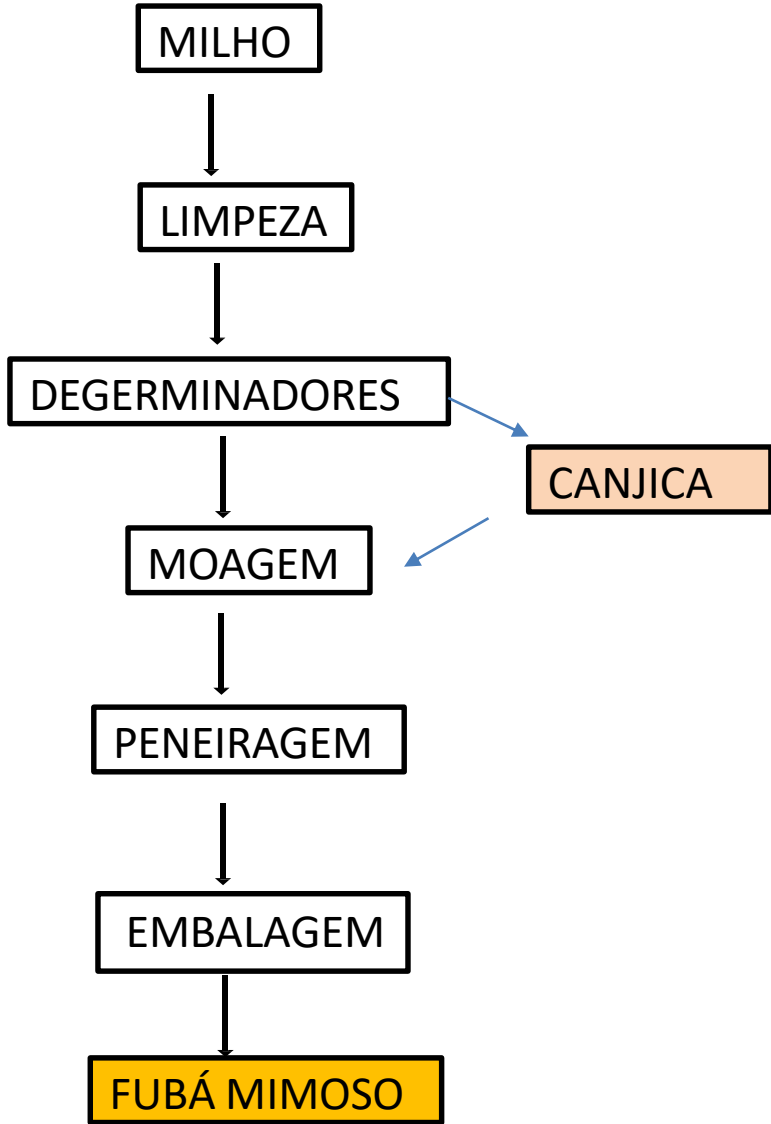 MILHO
LIMPEZA
DEGERMINADORES
CANJICA
MOAGEM
PENEIRAGEM
EMBALAGEM
FUBÁ MIMOSO